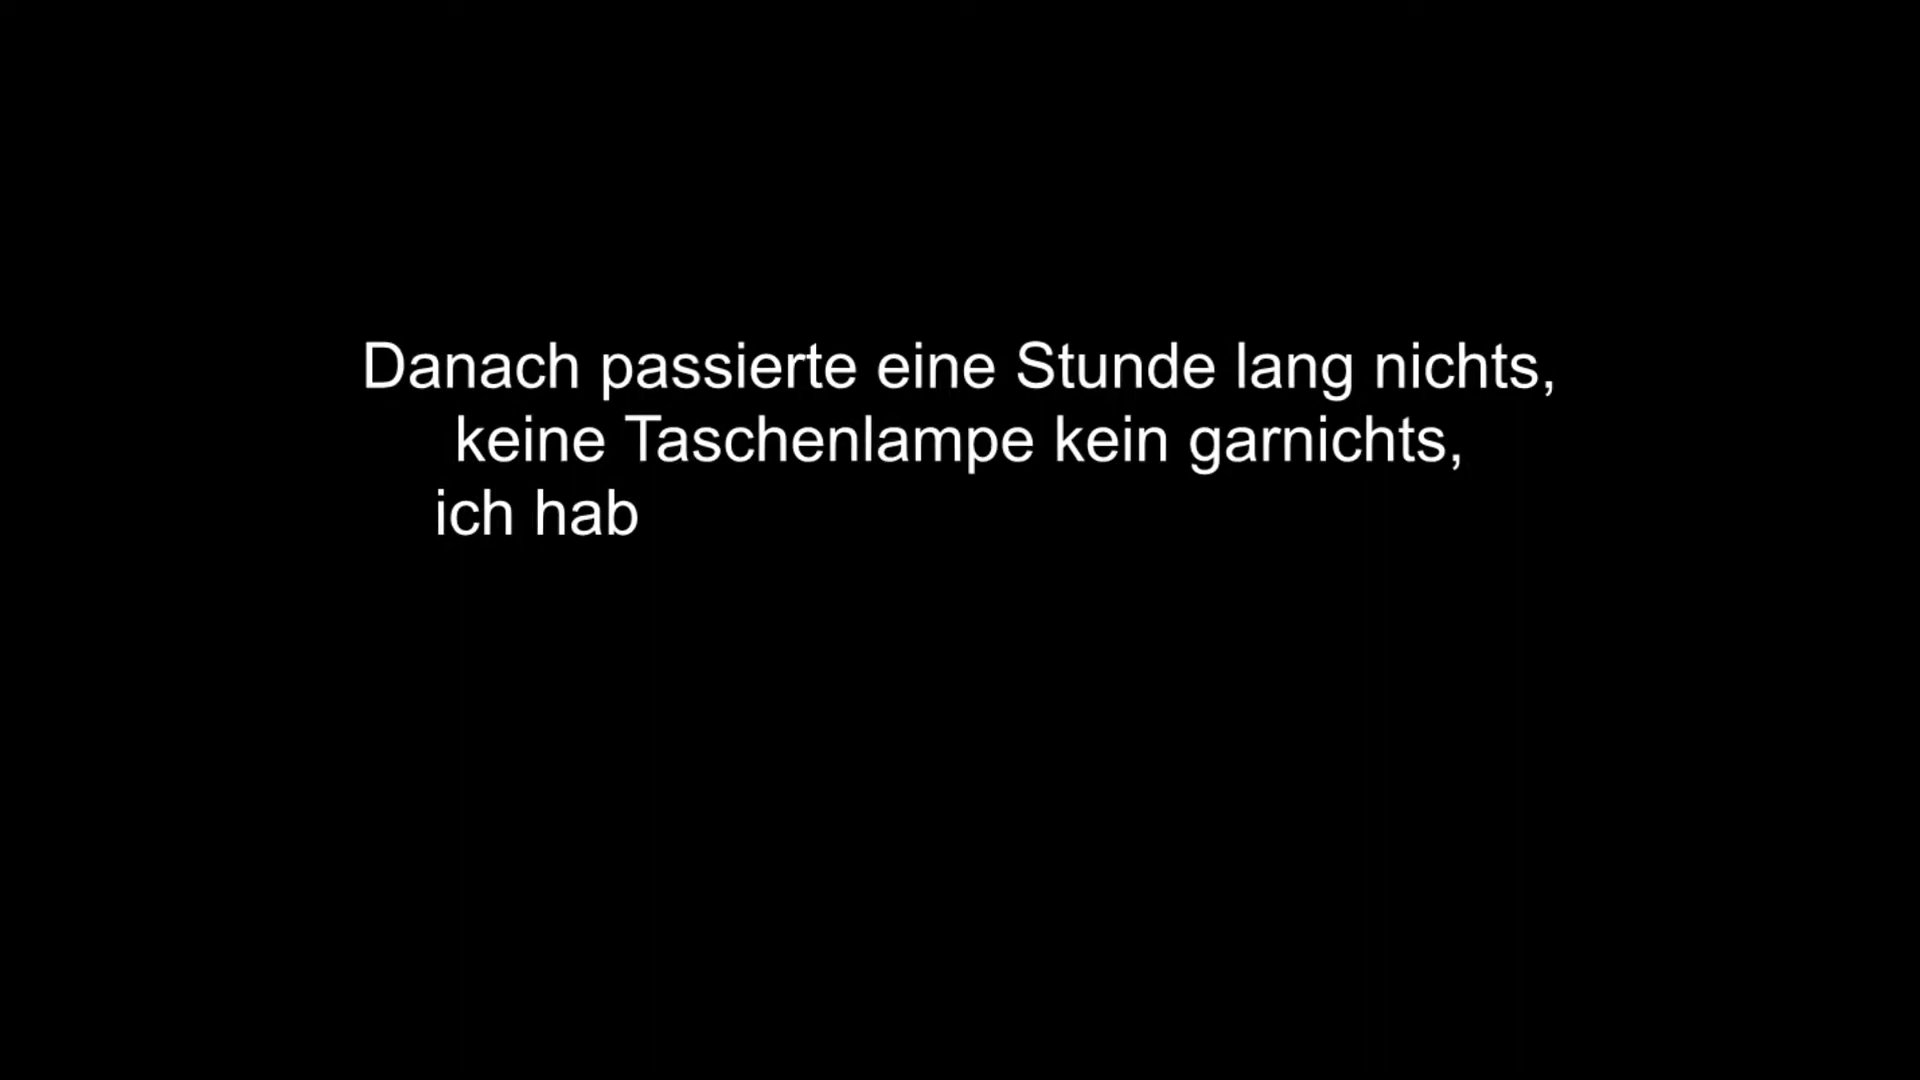 Danach passierte eine Stunde lang nichts,
keine Taschenlampe kein garnichts,
ich hab